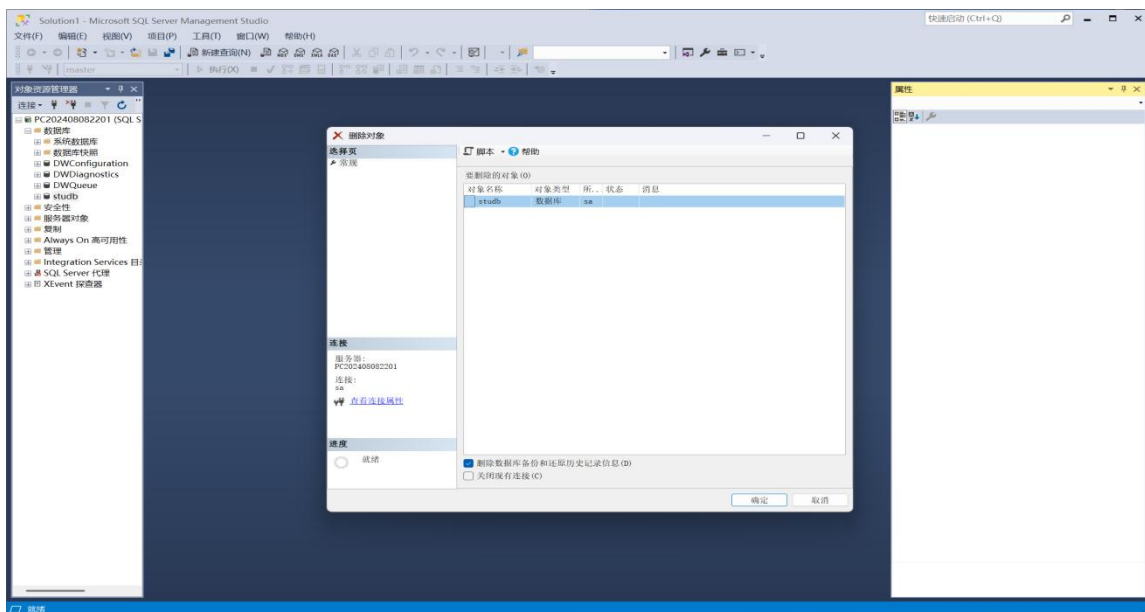 Solution1 - Microsoft SQL Server Management Studio
快速启动 (Ctrl+Q)
文件(F) 编辑(E) 视图(V) 项目(P) 工具(T) 窗口(W) 帮助(H)
新建查询(N)
master
执行(X)
对象资源管理器
连接
PC202408082201 (SQL S
数据库
系统数据库
数据库快照
DWConfiguration
DWDiagnostics
DWQueue
studb
安全性
服务器对象
复制
Always On 高可用性
管理
Integration Services 目录
SQL Server 代理
XEvent 探查器
删除对象
选择页
常规
脚本 帮助
要删除的对象(O)
对象名称 对象类型 所.. 状态 消息
studb 数据库 sa
连接
服务器:
PC202408082201
连接:
sa
查看连接属性
进度
就绪
删除数据库备份和还原历史记录信息(D)
关闭现有连接(C)
确定 取消
属性
就绪